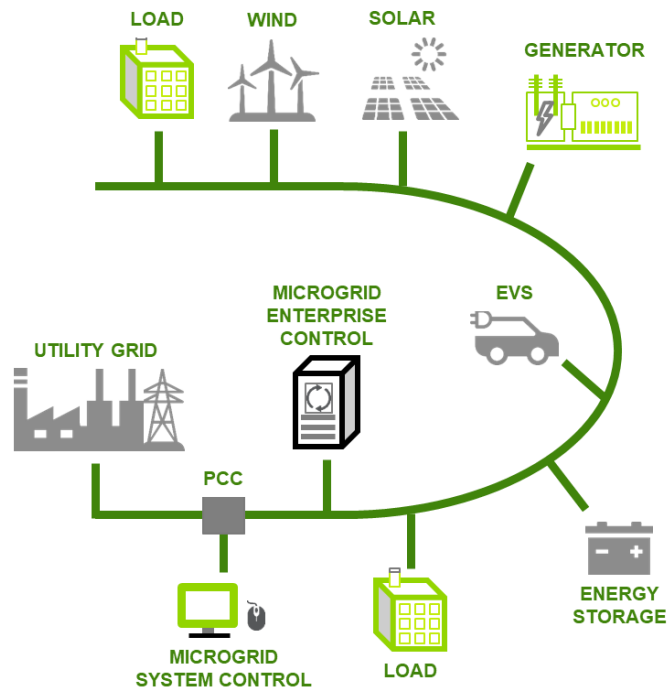 LOAD
WIND
SOLAR
GENERATOR
MICROGRID
ENTERPRISE
CONTROL
EVS
UTILITY GRID
PCC
ENERGY
STORAGE
MICROGRID
SYSTEM CONTROL
LOAD